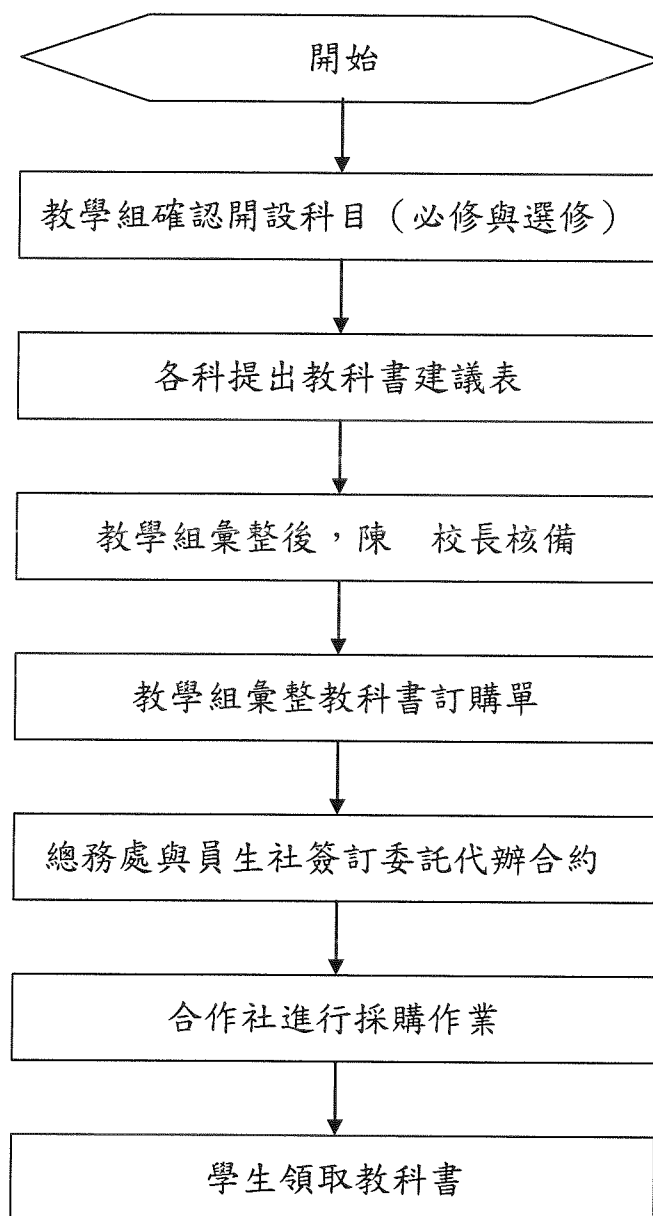 開始
教學組確認開設科目（必修與選修）
各科提出教科書建議表
教學組彙整後，陳　校長核備
教學組彙整教科書訂購單
總務處與員生社簽訂委託代辦合約
合作社進行採購作業
學生領取教科書